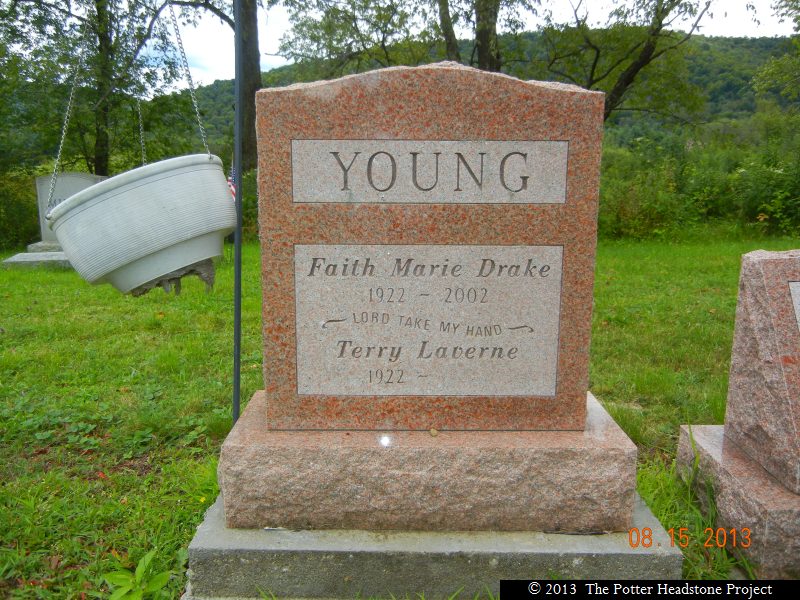 YOUNG
Faith Marie Drake
1922 - 2002
~ LORD TAKE MY HAND ~
Terry Laverne
1922 -
08.15.2013
© 2013 The Potter Headstone Project